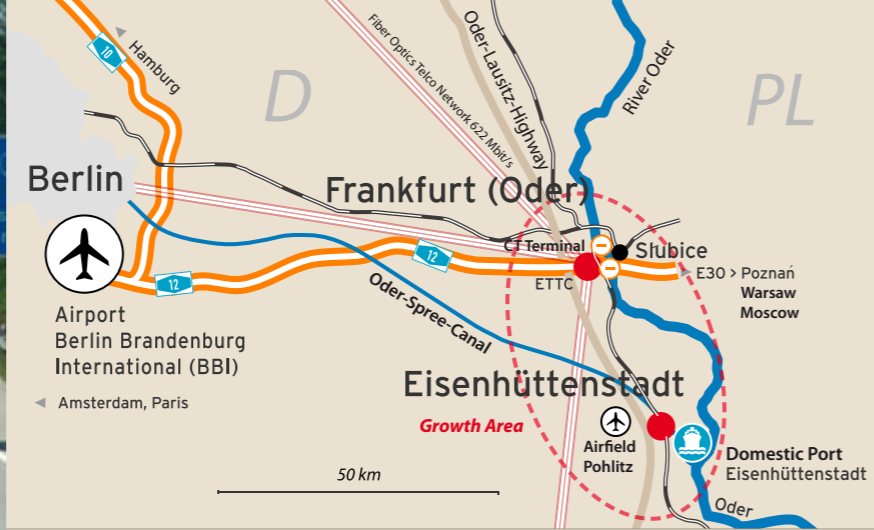 10
Hamburg
D
Fiber Optics Telco Network 622 Mbit/s
Oder-Lausitz-Highway
River Oder
PL
Berlin
Frankfurt (Oder)
CT Terminal
Słubice
12
12
ETTC
E30 > Poznań
Warsaw
Moscow
Airport
Berlin Brandenburg
International (BBI)
Oder-Spree-Canal
Amsterdam, Paris
Eisenhüttenstadt
Growth Area
Airfield
Pohlitz
Domestic Port
Eisenhüttenstadt
50 km
Oder